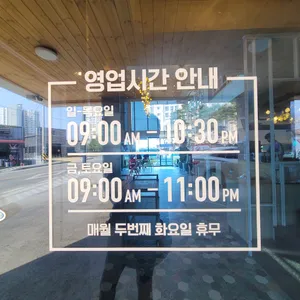 영업시간 안내
일-목요일
09:00 AM - 10:30 PM
금,토요일
09:00 AM - 11:00 PM
매월 두번째 화요일 휴무